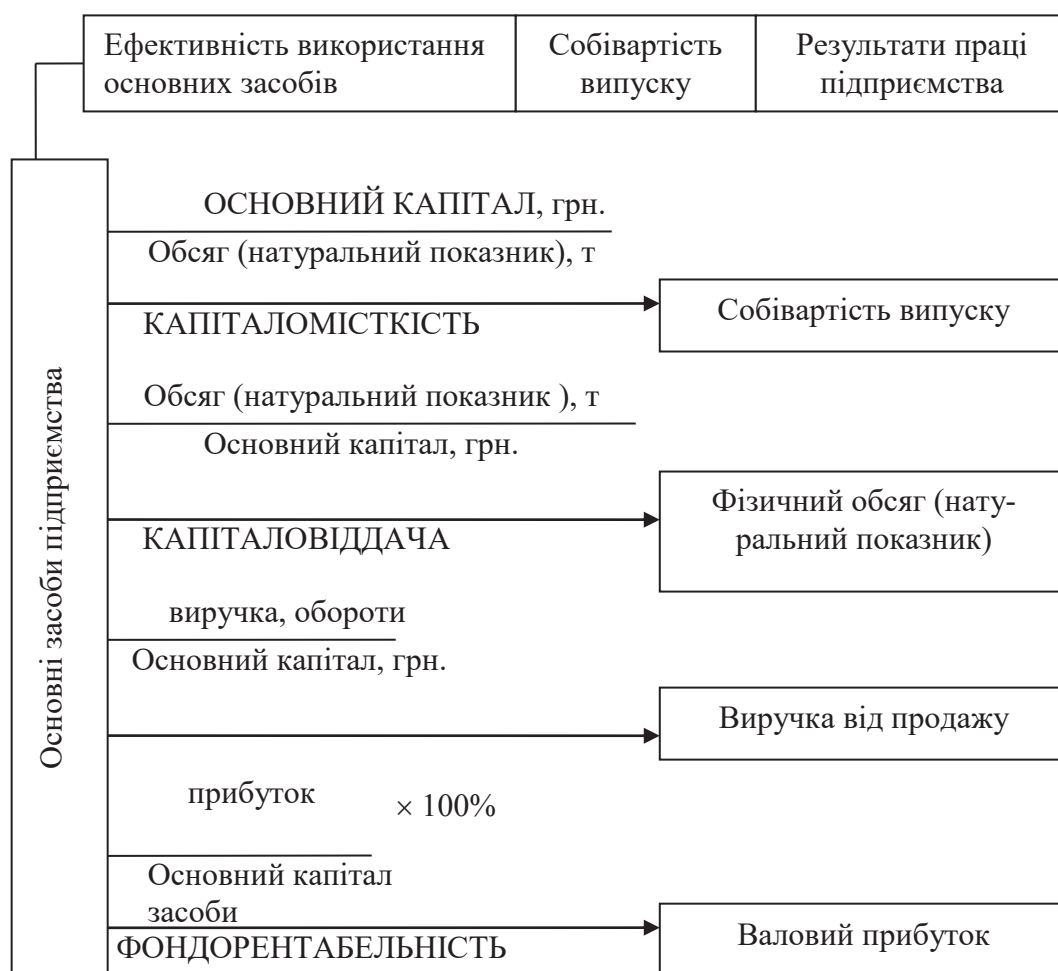 Ефективність використання
основних засобів
Собівартість
випуску
Результати праці
підприємства
Основні засоби підприємства
ОСНОВНИЙ КАПІТАЛ, грн.
Обсяг (натуральний показник), т
КАПІТАЛОМІСТКІСТЬ
Собівартість випуску
Обсяг (натуральний показник ), т
Основний капітал, грн.
КАПІТАЛОВІДДАЧА
Фізичний обсяг (нату-
ральний показник)
виручка, обороти
Основний капітал, грн.
Виручка від продажу
прибуток
× 100%
Основний капітал
засоби
ФОНДОРЕНТАБЕЛЬНІСТЬ
Валовий прибуток